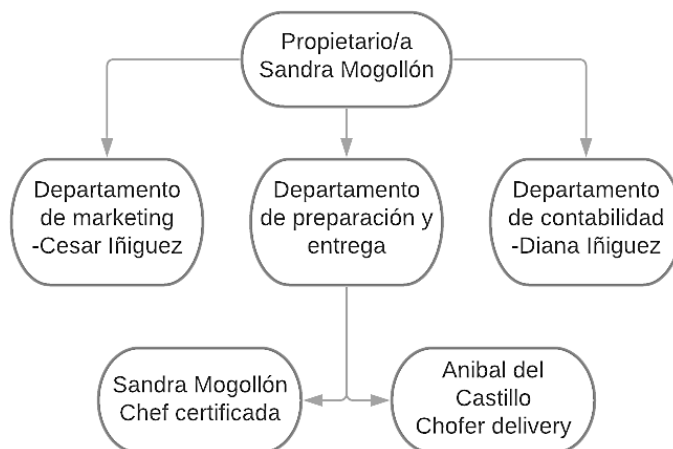 Propietario/a
Sandra Mogollón
Departamento
de marketing
-Cesar Iñiguez
Departamento
de preparación y
entrega
Departamento
de contabilidad
-Diana Iñiguez
Sandra Mogollón
Chef certificada
Anibal del
Castillo
Chofer delivery